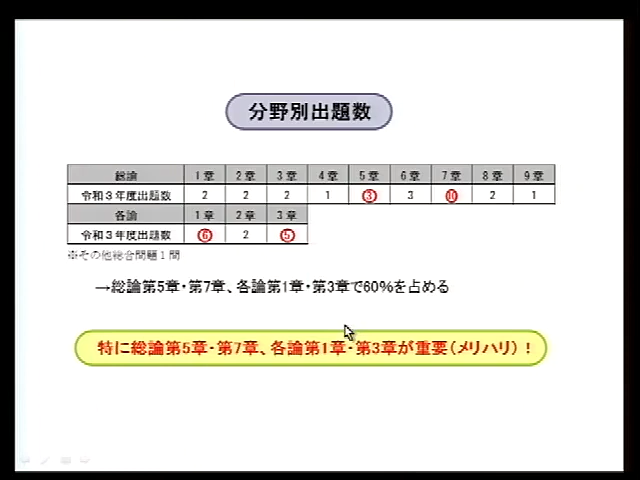 分野別出題数
総論 1章 2章 3章 4章 5章 6章 7章 8章 9章
令和3年度出題数 2 2 2 1 3 3 10 2 1
各論 1章 2章 3章
令和3年度出題数 6 2 5
※その他総合問題1問
→総論第5章・第7章、各論第1章・第3章で60%を占める
特に総論第5章・第7章、各論第1章・第3章が重要(メリハリ)!